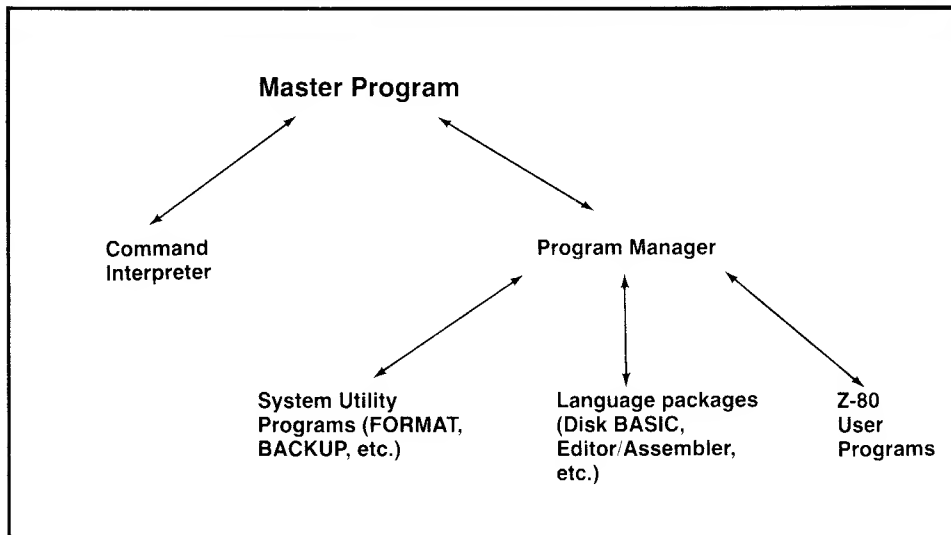 Master Program
Command
Interpreter
Program Manager
System Utility
Programs (FORMAT,
BACKUP, etc.)
Language packages
(Disk BASIC,
Editor/Assembler,
etc.)
Z-80
User
Programs